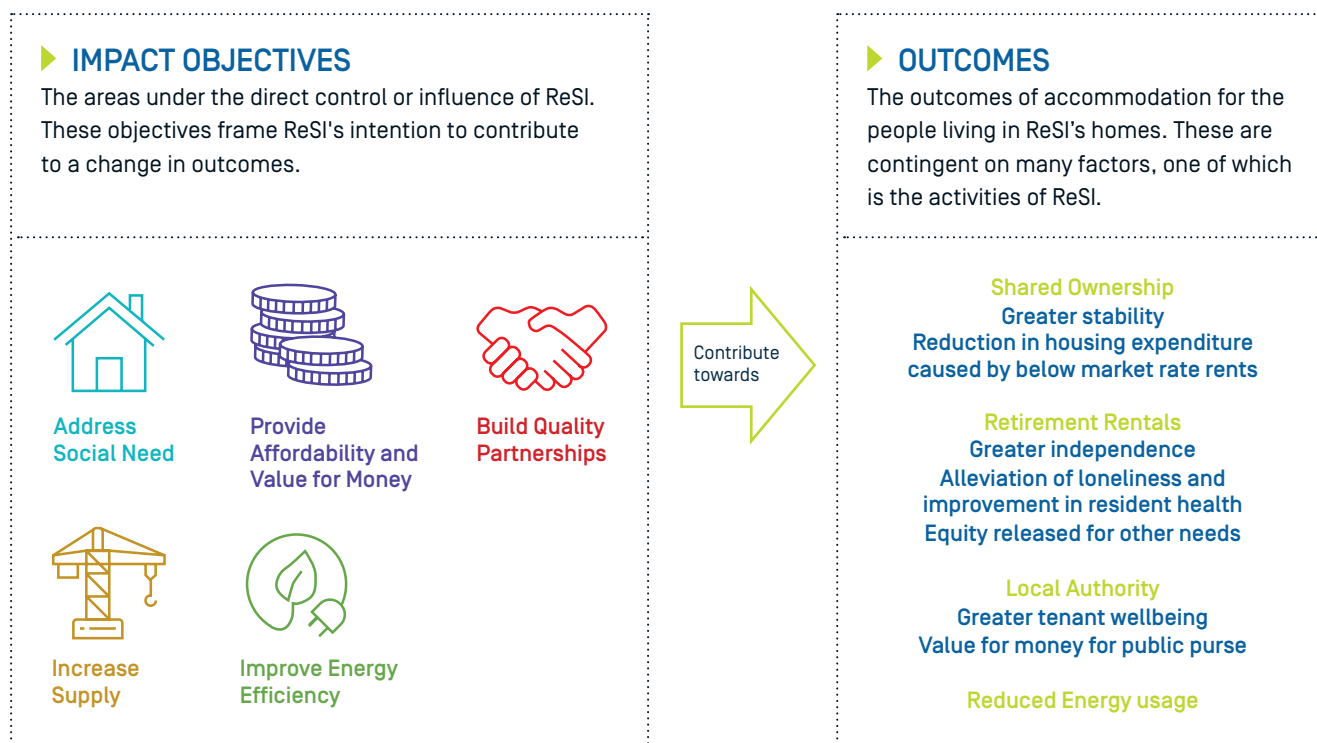 IMPACT OBJECTIVES
The areas under the direct control or influence of ReSI.
These objectives frame ReSI's intention to contribute
to a change in outcomes.
Address
Social Need
Provide
Affordability and
Value for Money
Build Quality
Partnerships
Increase
Supply
Improve Energy
Efficiency
Contribute
towards
OUTCOMES
The outcomes of accommodation for the
people living in ReSI’s homes. These are
contingent on many factors, one of which
is the activities of ReSI.
Shared Ownership
Greater stability
Reduction in housing expenditure
caused by below market rate rents
Retirement Rentals
Greater independence
Alleviation of loneliness and
improvement in resident health
Equity released for other needs
Local Authority
Greater tenant wellbeing
Value for money for public purse
Reduced Energy usage